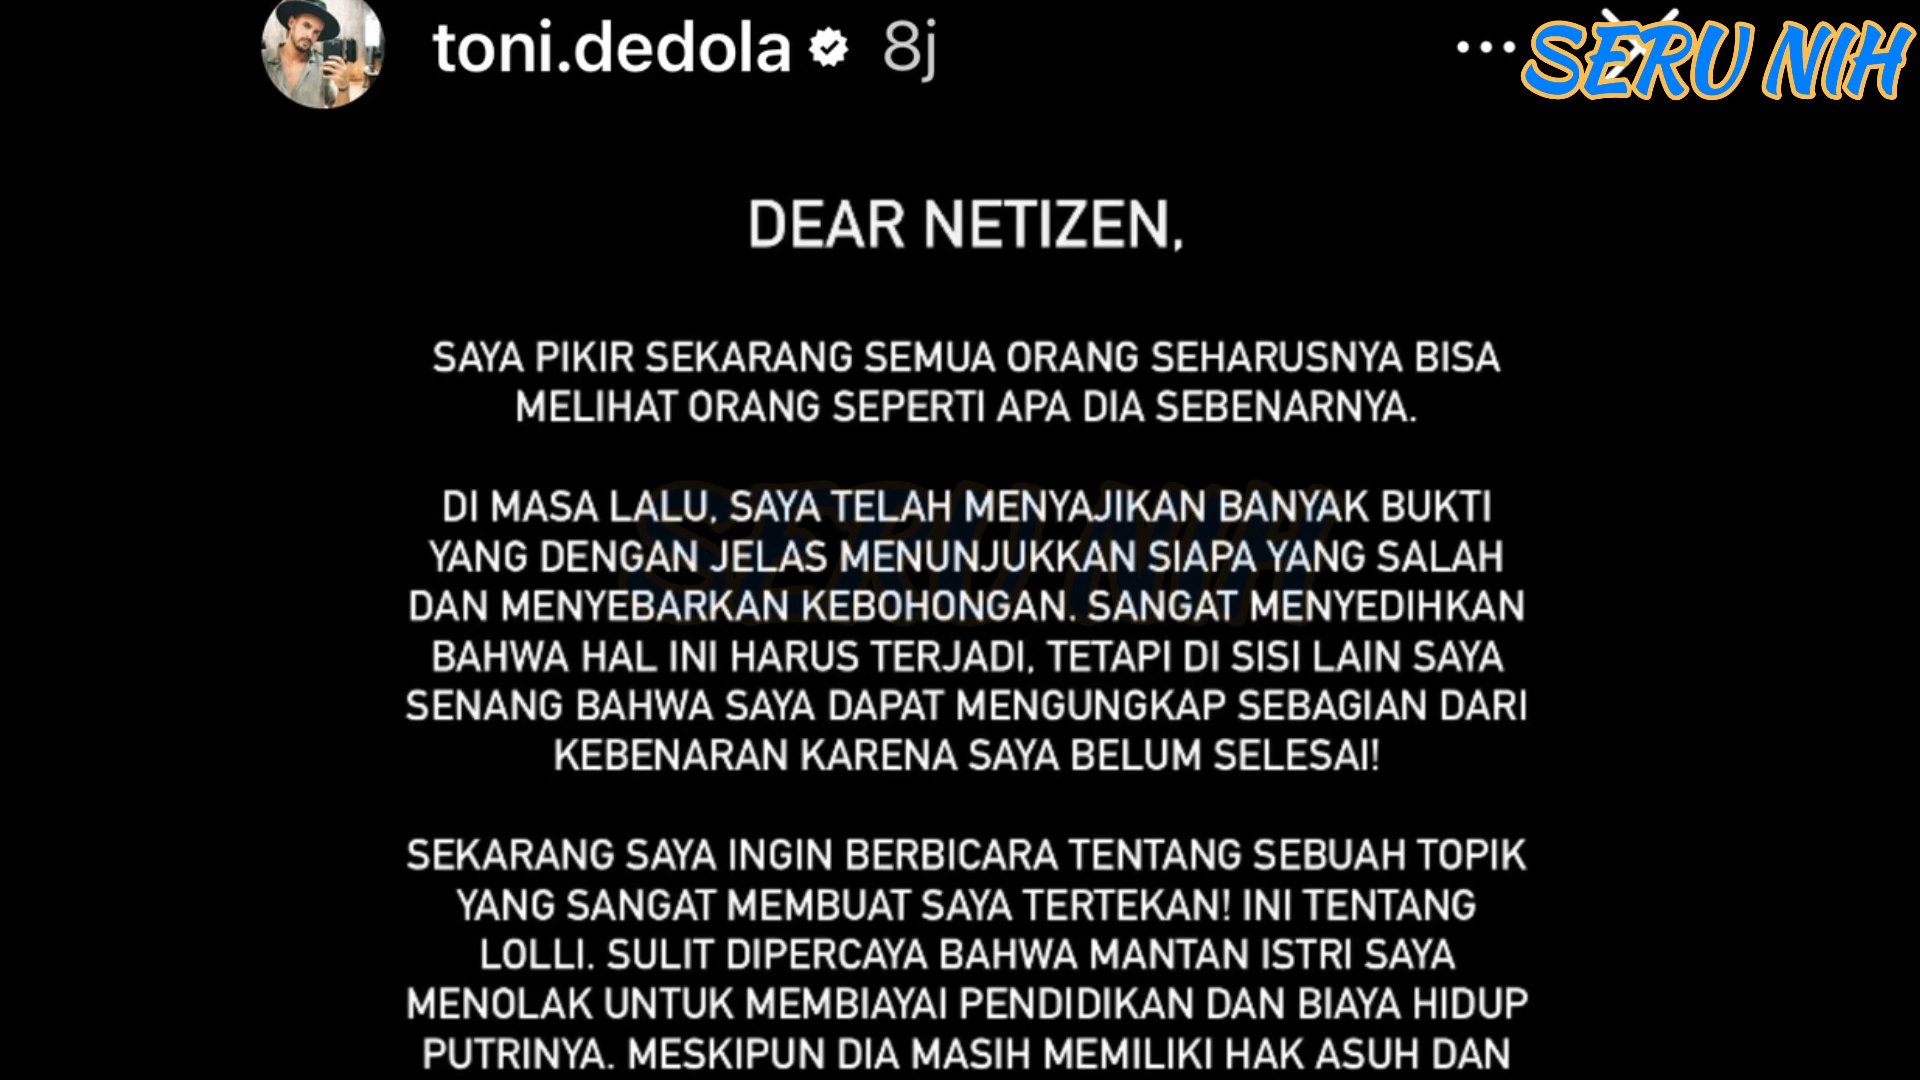 toni.dedola 8j
SERU NIH
DEAR NETIZEN,
SAYA PIKIR SEKARANG SEMUA ORANG SEHARUSNYA BISA
MELIHAT ORANG SEPERTI APA DIA SEBENARNYA.
DI MASA LALU, SAYA TELAH MENYAJIKAN BANYAK BUKTI
YANG DENGAN JELAS MENUNJUKKAN SIAPA YANG SALAH
DAN MENYEBARKAN KEBOHONGAN. SANGAT MENYEDIHKAN
BAHWA HAL INI HARUS TERJADI, TETAPI DI SISI LAIN SAYA
SENANG BAHWA SAYA DAPAT MENGUNGKAP SEBAGIAN DARI
KEBENARAN KARENA SAYA BELUM SELESAI!
SERU NIH
SEKARANG SAYA INGIN BERBICARA TENTANG SEBUAH TOPIK
YANG SANGAT MEMBUAT SAYA TERTEKAN! INI TENTANG
LOLLI. SULIT DIPERCAYA BAHWA MANTAN ISTRI SAYA
MENOLAK UNTUK MEMBIAYAI PENDIDIKAN DAN BIAYA HIDUP
PUTRINYA. MESKIPUN DIA MASIH MEMILIKI HAK ASUH DAN